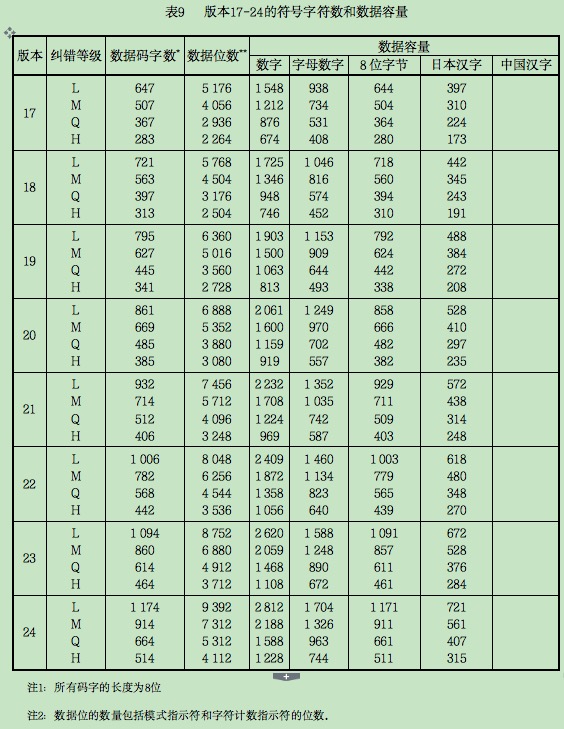 表9 版本17-24的符号字符数和数据容量
版本 纠错等级 数据码字数* 数据位数** 数据容量
数字 字母数字 8位字节 日本汉字 中国汉字
17
L 647 5 176 1 548 938 644 397
M 507 4 056 1 212 734 504 310
Q 367 2 936 876 531 364 224
H 283 2 264 674 408 280 173
18
L 721 5 768 1 725 1 046 718 442
M 563 4 504 1 346 816 560 345
Q 397 3 176 948 574 394 243
H 313 2 504 746 452 310 191
19
L 795 6 360 1 903 1 153 792 488
M 627 5 016 1 500 909 624 384
Q 445 3 560 1 063 644 442 272
H 341 2 728 813 493 338 208
20
L 861 6 888 2 061 1 249 858 528
M 669 5 352 1 600 970 666 410
Q 485 3 880 1 159 702 482 297
H 385 3 080 919 557 382 235
21
L 932 7 456 2 232 1 352 929 572
M 714 5 712 1 708 1 035 711 438
Q 512 4 096 1 224 742 509 314
H 406 3 248 969 587 403 248
22
L 1 006 8 048 2 409 1 460 1 003 618
M 782 6 256 1 872 1 134 779 480
Q 568 4 544 1 358 823 565 348
H 442 3 536 1 056 640 439 270
23
L 1 094 8 752 2 620 1 588 1 091 672
M 860 6 880 2 059 1 248 857 528
Q 614 4 912 1 468 890 611 376
H 464 3 712 1 108 672 461 284
24
L 1 174 9 392 2 812 1 704 1 171 721
M 914 7 312 2 188 1 326 911 561
Q 664 5 312 1 588 963 661 407
H 514 4 112 1 228 744 511 315
注1: 所有码字的长度为8位
注2: 数据位的数量包括模式指示符和字符计数指示符的位数.